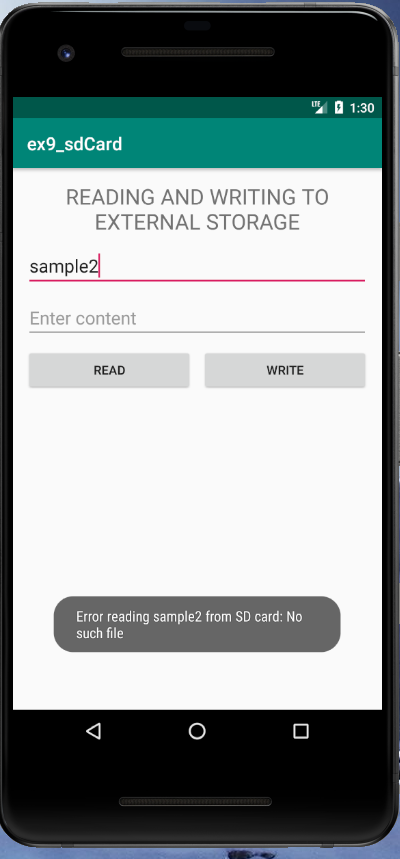 LTE 1:30
ex9_sdCard
READING AND WRITING TO
EXTERNAL STORAGE
sample2
Enter content
READ WRITE
Error reading sample2 from SD card: No
such file